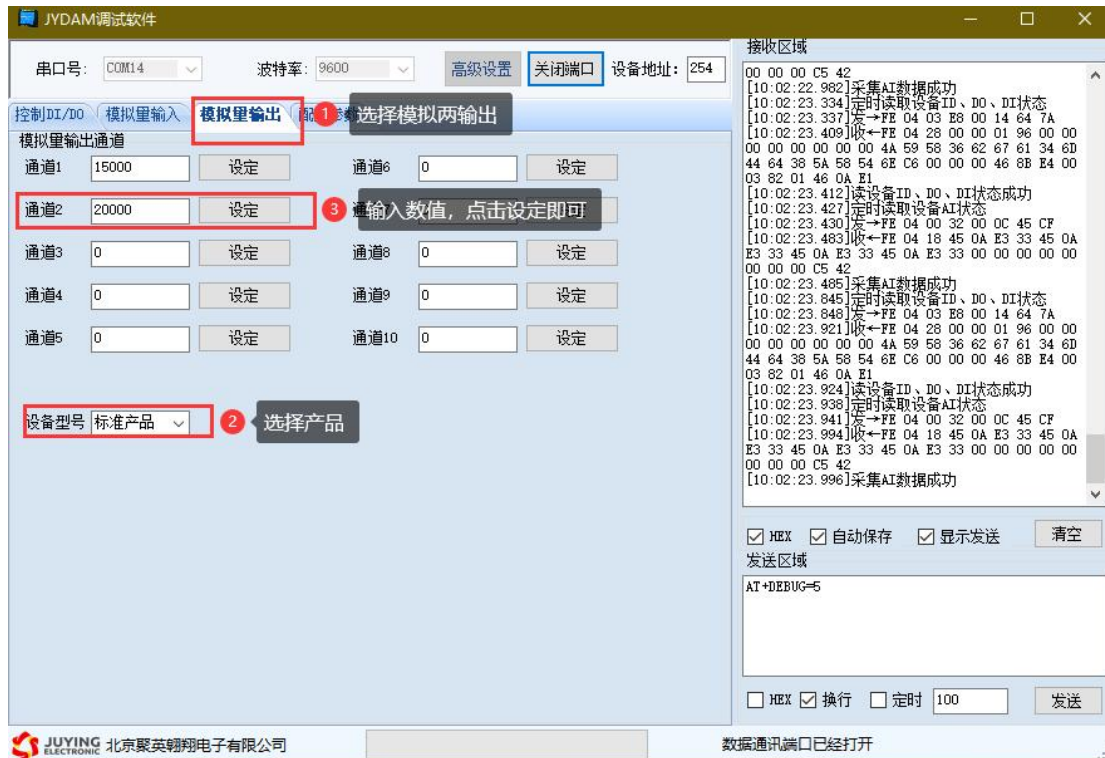 JYDAM调试软件
串口号: COM14 波特率: 9600 高级设置 关闭端口 设备地址: 254
控制DI/DO 模拟量输入 模拟量输出 1 选择模拟两输出
模拟里输出通道
通道1 15000 设定 通道6 0 设定
通道2 20000 设定 3 输入数值，点击设定即可
通道3 0 设定 通道8 0 设定
通道4 0 设定 通道9 0 设定
通道5 0 设定 通道10 0 设定
设备型号 标准产品 2 选择产品
接收区域
00 00 00 C5 42
[10:02:22.982]采集AI数据成功
[10:02:23.334]定时读取设备ID、DO、DI状态
[10:02:23.337]发→FE 04 03 E8 00 14 64 7A
[10:02:23.409]收←FE 04 28 00 00 01 96 00 00
00 00 00 00 00 00 4A 59 58 36 62 67 61 34 6D
44 64 38 5A 58 54 6E C6 00 00 00 46 8B E4 00
03 82 01 46 0A E1
[10:02:23.412]读设备ID、DO、DI状态成功
[10:02:23.427]定时读取设备AI状态
[10:02:23.430]发→FE 04 00 32 00 0C 45 CF
[10:02:23.483]收←FE 04 18 45 0A E3 33 45 0A
E3 33 45 0A E3 33 45 0A E3 33 00 00 00 00 00
00 00 00 C5 42
[10:02:23.485]采集AI数据成功
[10:02:23.845]定时读取设备ID、DO、DI状态
[10:02:23.848]发→FE 04 03 E8 00 14 64 7A
[10:02:23.921]收←FE 04 28 00 00 01 96 00 00
00 00 00 00 00 00 4A 59 58 36 62 67 61 34 6D
44 64 38 5A 58 54 6E C6 00 00 00 46 8B E4 00
03 82 01 46 0A E1
[10:02:23.924]读设备ID、DO、DI状态成功
[10:02:23.938]定时读取设备AI状态
[10:02:23.941]发→FE 04 00 32 00 0C 45 CF
[10:02:23.994]收←FE 04 18 45 0A E3 33 45 0A
E3 33 45 0A E3 33 45 0A E3 33 00 00 00 00 00
00 00 00 C5 42
[10:02:23.996]采集AI数据成功
HEX 自动保存 显示发送 清空
发送区域
AT+DEBUG=5
HEX 换行 定时 100 发送
JUYING ELECTRONIC 北京聚英翱翔电子有限公司 数据通讯端口已经打开